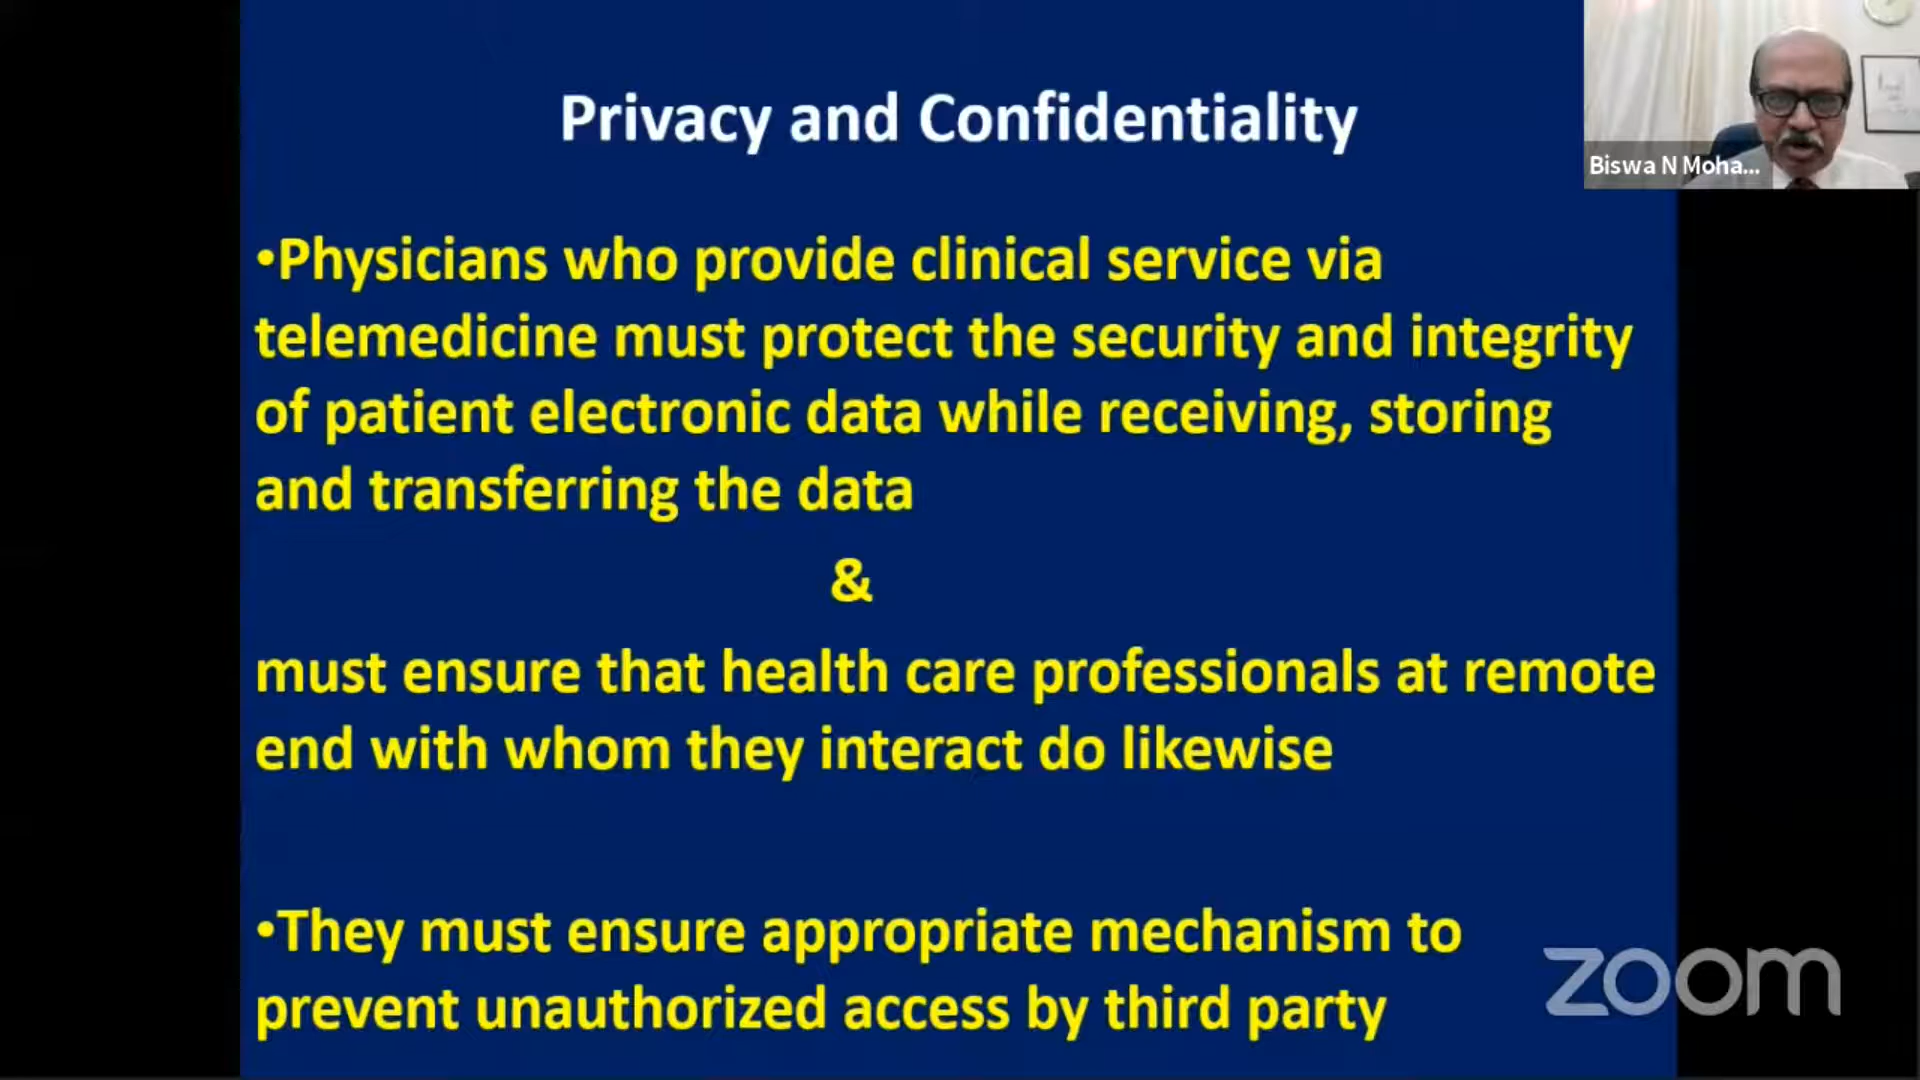 Privacy and Confidentiality
Biswa N Moha...
•Physicians who provide clinical service via
telemedicine must protect the security and integrity
of patient electronic data while receiving, storing
and transferring the data
&
must ensure that health care professionals at remote
end with whom they interact do likewise
•They must ensure appropriate mechanism to
prevent unauthorized access by third party
zoom